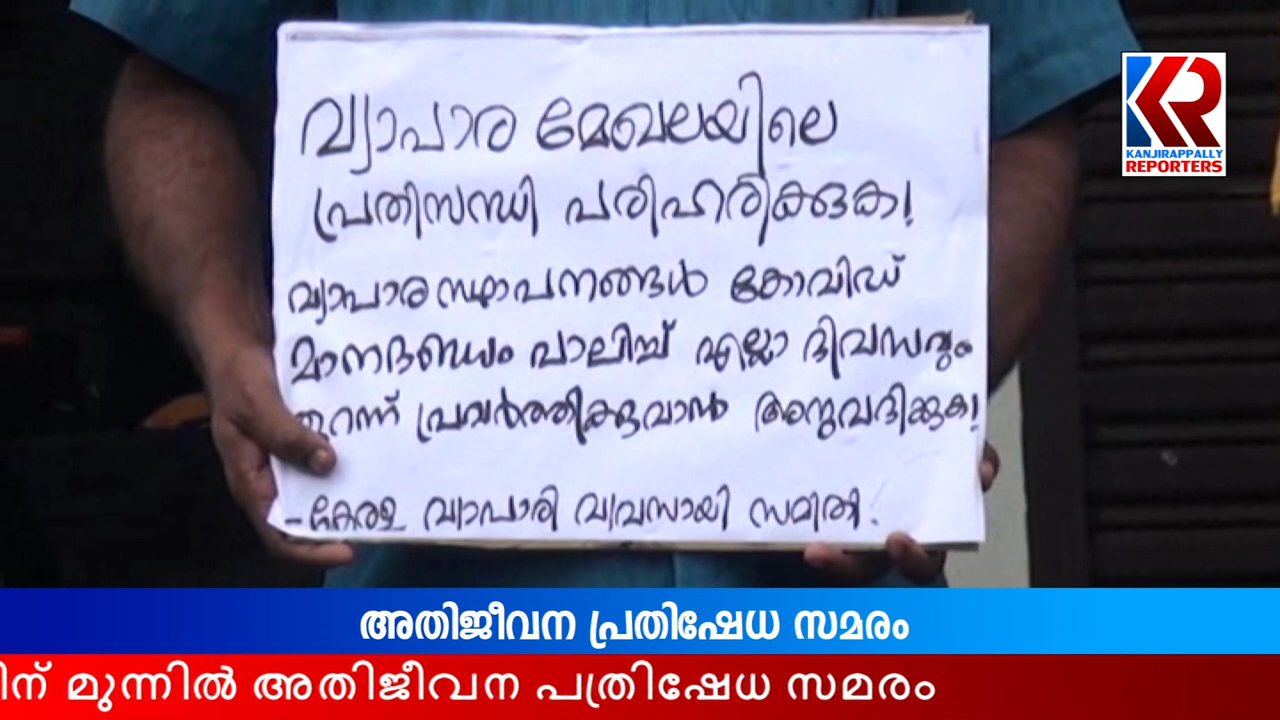 വ്യാപാര മേഖലയിലെ
പ്രതിസന്ധി പരിഹരിക്കുക!
വ്യാപാര സ്ഥാപനങ്ങൾ കോവിഡ്
മാനദണ്ഡം പാലിച്ച് എല്ലാ ദിവസവും
തുറന്ന് പ്രവർത്തിക്കുവാൻ അനുവദിക്കുക!
- കേരള വ്യാപാരി വ്യവസായി സമിതി.
KR
KANJIRAPPALLY
REPORTERS
അതിജീവന പ്രതിഷേധ സമരം
ിന് മുന്നിൽ അതിജീവന പത്രിഷേധ സമരം